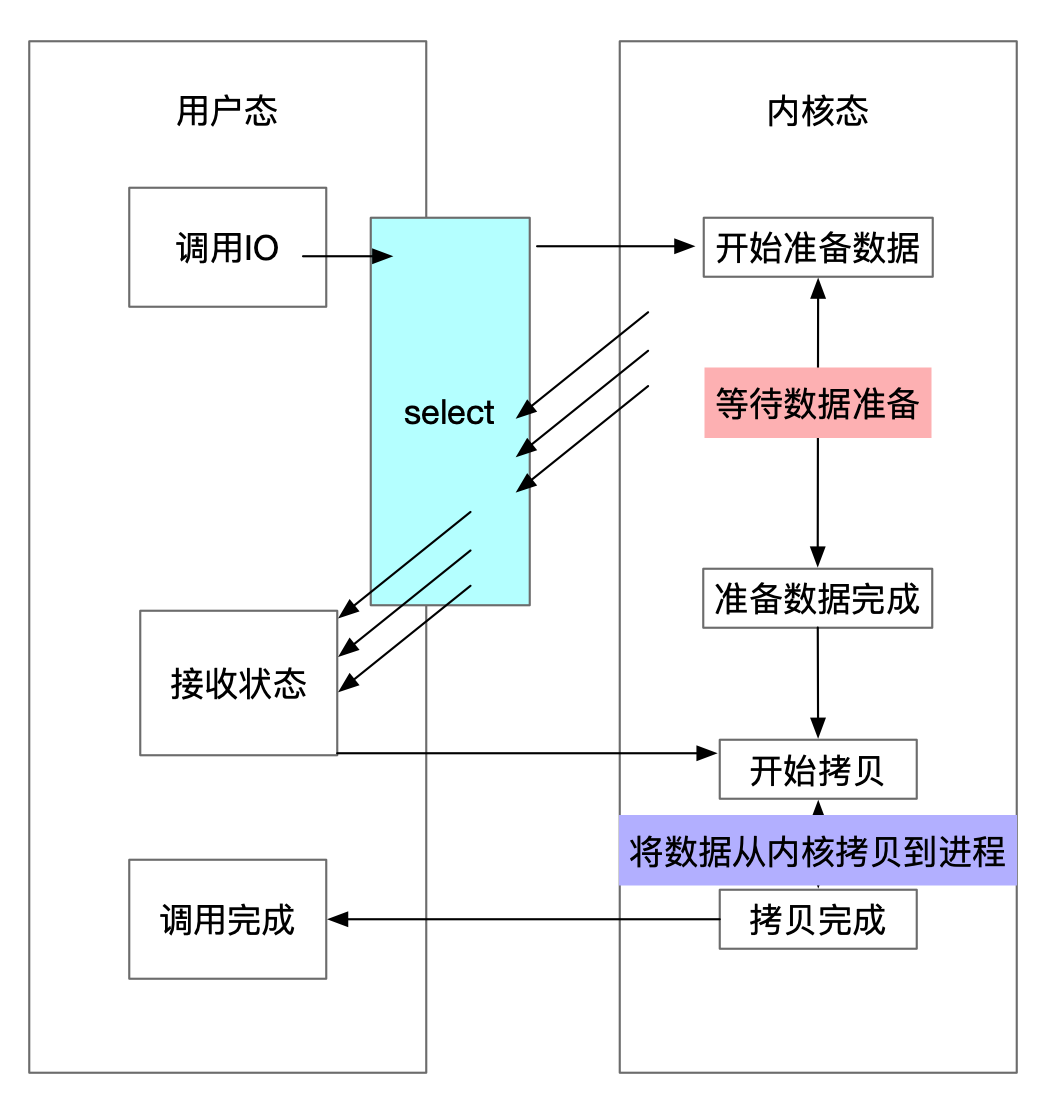 用户态
内核态
调用IO
开始准备数据
select
等待数据准备
准备数据完成
接收状态
开始拷贝
将数据从内核拷贝到进程
调用完成
拷贝完成